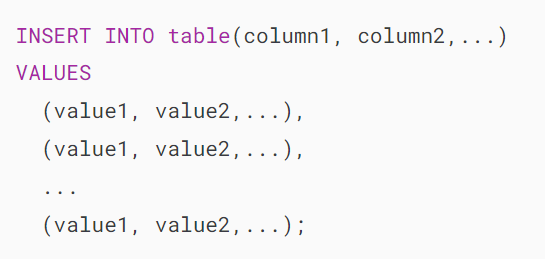 INSERT INTO table(column1, column2,...)
VALUES
(value1, value2,...),
(value1, value2,...),
...
(value1, value2,...);